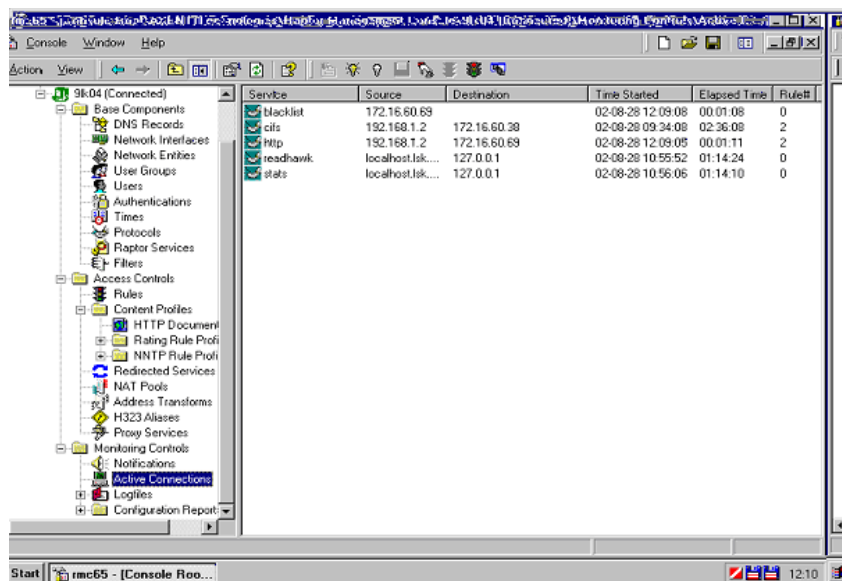 Console Window Help
Action View
9lk04 (Connected)
Base Components
DNS Records
Network Interfaces
Network Entities
User Groups
Users
Authentications
Times
Protocols
Raptor Services
Filters
Access Controls
Rules
Content Profiles
HTTP Document
Rating Rule Profi
NNTP Rule Profi
Redirected Services
NAT Pools
Address Transforms
H323 Aliases
Proxy Services
Monitoring Controls
Notifications
Active Connections
Logfiles
Configuration Report
Service Source Destination Time Started Elapsed Time Rule#
blacklist 172.16.60.69 02-08-28 12:09:08 00:01:08 0
cifs 192.168.1.2 172.16.60.38 02-08-28 09:34:08 02:36:08 2
http 192.168.1.2 172.16.60.69 02-08-28 12:09:05 00:01:11 2
readhawk localhost.lsk.... 127.0.0.1 02-08-28 10:55:52 01:14:24 0
stats localhost.lsk.... 127.0.0.1 02-08-28 10:56:06 01:14:10 0
Start rmc65 - [Console Roo... 12:10